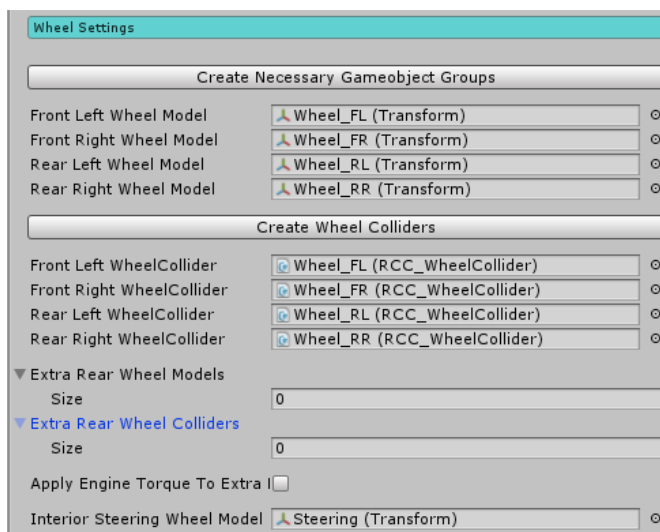 Wheel Settings
Create Necessary Gameobject Groups
Front Left Wheel Model Wheel_FL (Transform)
Front Right Wheel Model Wheel_FR (Transform)
Rear Left Wheel Model Wheel_RL (Transform)
Rear Right Wheel Model Wheel_RR (Transform)
Create Wheel Colliders
Front Left WheelCollider Wheel_FL (RCC_WheelCollider)
Front Right WheelCollider Wheel_FR (RCC_WheelCollider)
Rear Left WheelCollider Wheel_RL (RCC_WheelCollider)
Rear Right WheelCollider Wheel_RR (RCC_WheelCollider)
Extra Rear Wheel Models
Size 0
Extra Rear Wheel Colliders
Size 0
Apply Engine Torque To Extra
Interior Steering Wheel Model Steering (Transform)